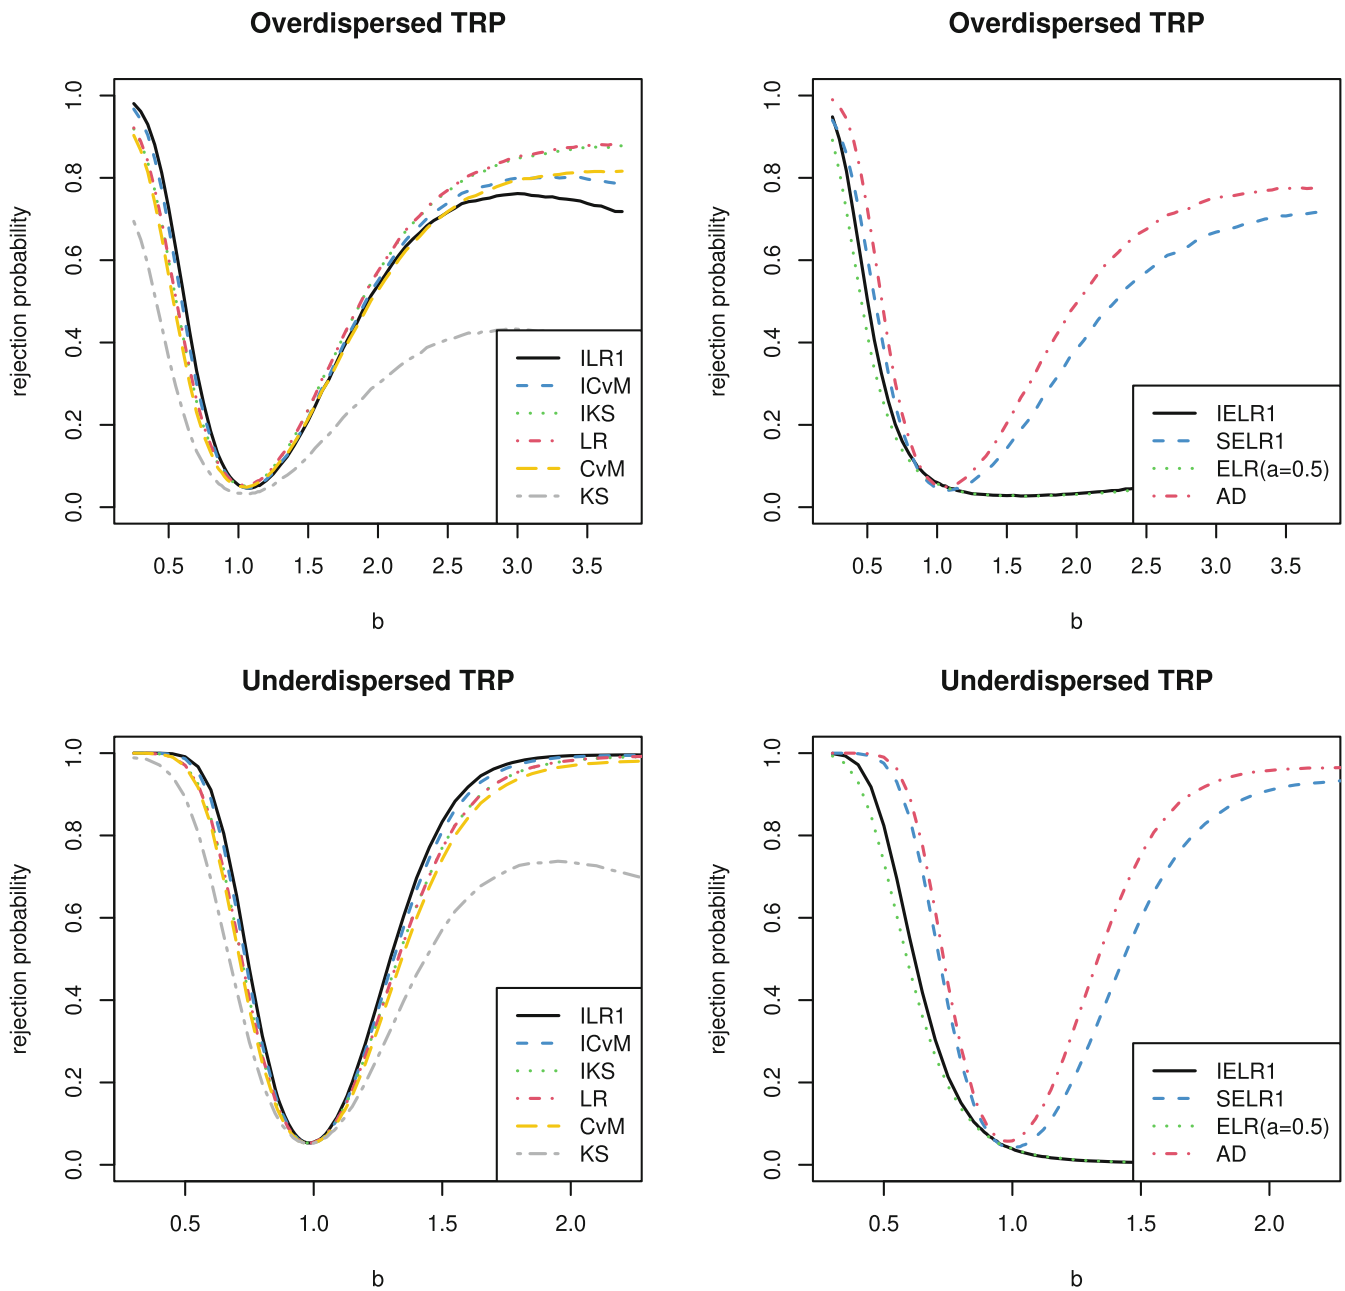 Overdispersed TRP
rejection probability
1.0
0.8
0.6
0.4
0.2
0.0
ILR1
ICvM
IKS
LR
CvM
KS
0.5 1.0 1.5 2.0 2.5 3.0 3.5
b
Overdispersed TRP
rejection probability
1.0
0.8
0.6
0.4
0.2
0.0
IELR1
SELR1
ELR(a=0.5)
AD
0.5 1.0 1.5 2.0 2.5 3.0 3.5
b
Underdispersed TRP
rejection probability
1.0
0.8
0.6
0.4
0.2
0.0
ILR1
ICvM
IKS
LR
CvM
KS
0.5 1.0 1.5 2.0
b
Underdispersed TRP
rejection probability
1.0
0.8
0.6
0.4
0.2
0.0
IELR1
SELR1
ELR(a=0.5)
AD
0.5 1.0 1.5 2.0
b